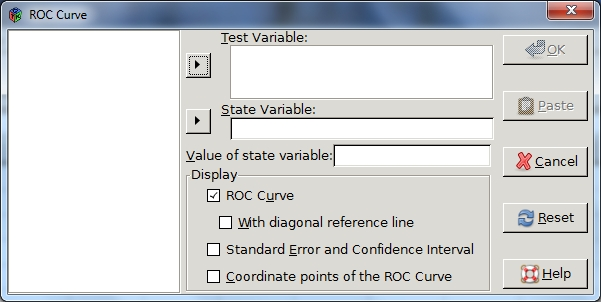 ROC Curve
Test Variable:
OK
State Variable:
Paste
Value of state variable:
Cancel
Display
ROC Curve
With diagonal reference line
Reset
Standard Error and Confidence Interval
Coordinate points of the ROC Curve
Help